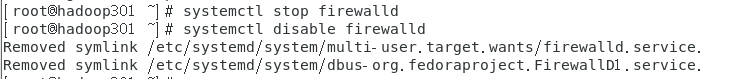 [root@hadoop301 ~]# systemctl stop firewalld
[root@hadoop301 ~]# systemctl disable firewalld
Removed symlink /etc/systemd/system/multi-user.target.wants/firewalld.service.
Removed symlink /etc/systemd/system/dbus-org.fedoraproject.FirewallD1.service.